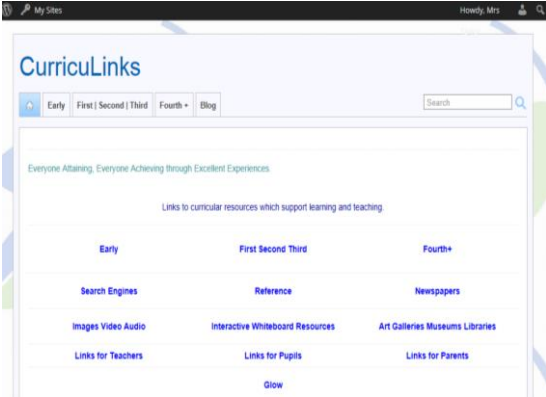 My Sites Howdy, Mrs
CurricuLinks
Early First | Second | Third Fourth + Blog Search
Everyone Attaining, Everyone Achieving through Excellent Experiences
Links to curricular resources which support learning and teaching.
Early First Second Third Fourth+
Search Engines Reference Newspapers
Images Video Audio Interactive Whiteboard Resources Art Galleries Museums Libraries
Links for Teachers Links for Pupils Links for Parents
Glow